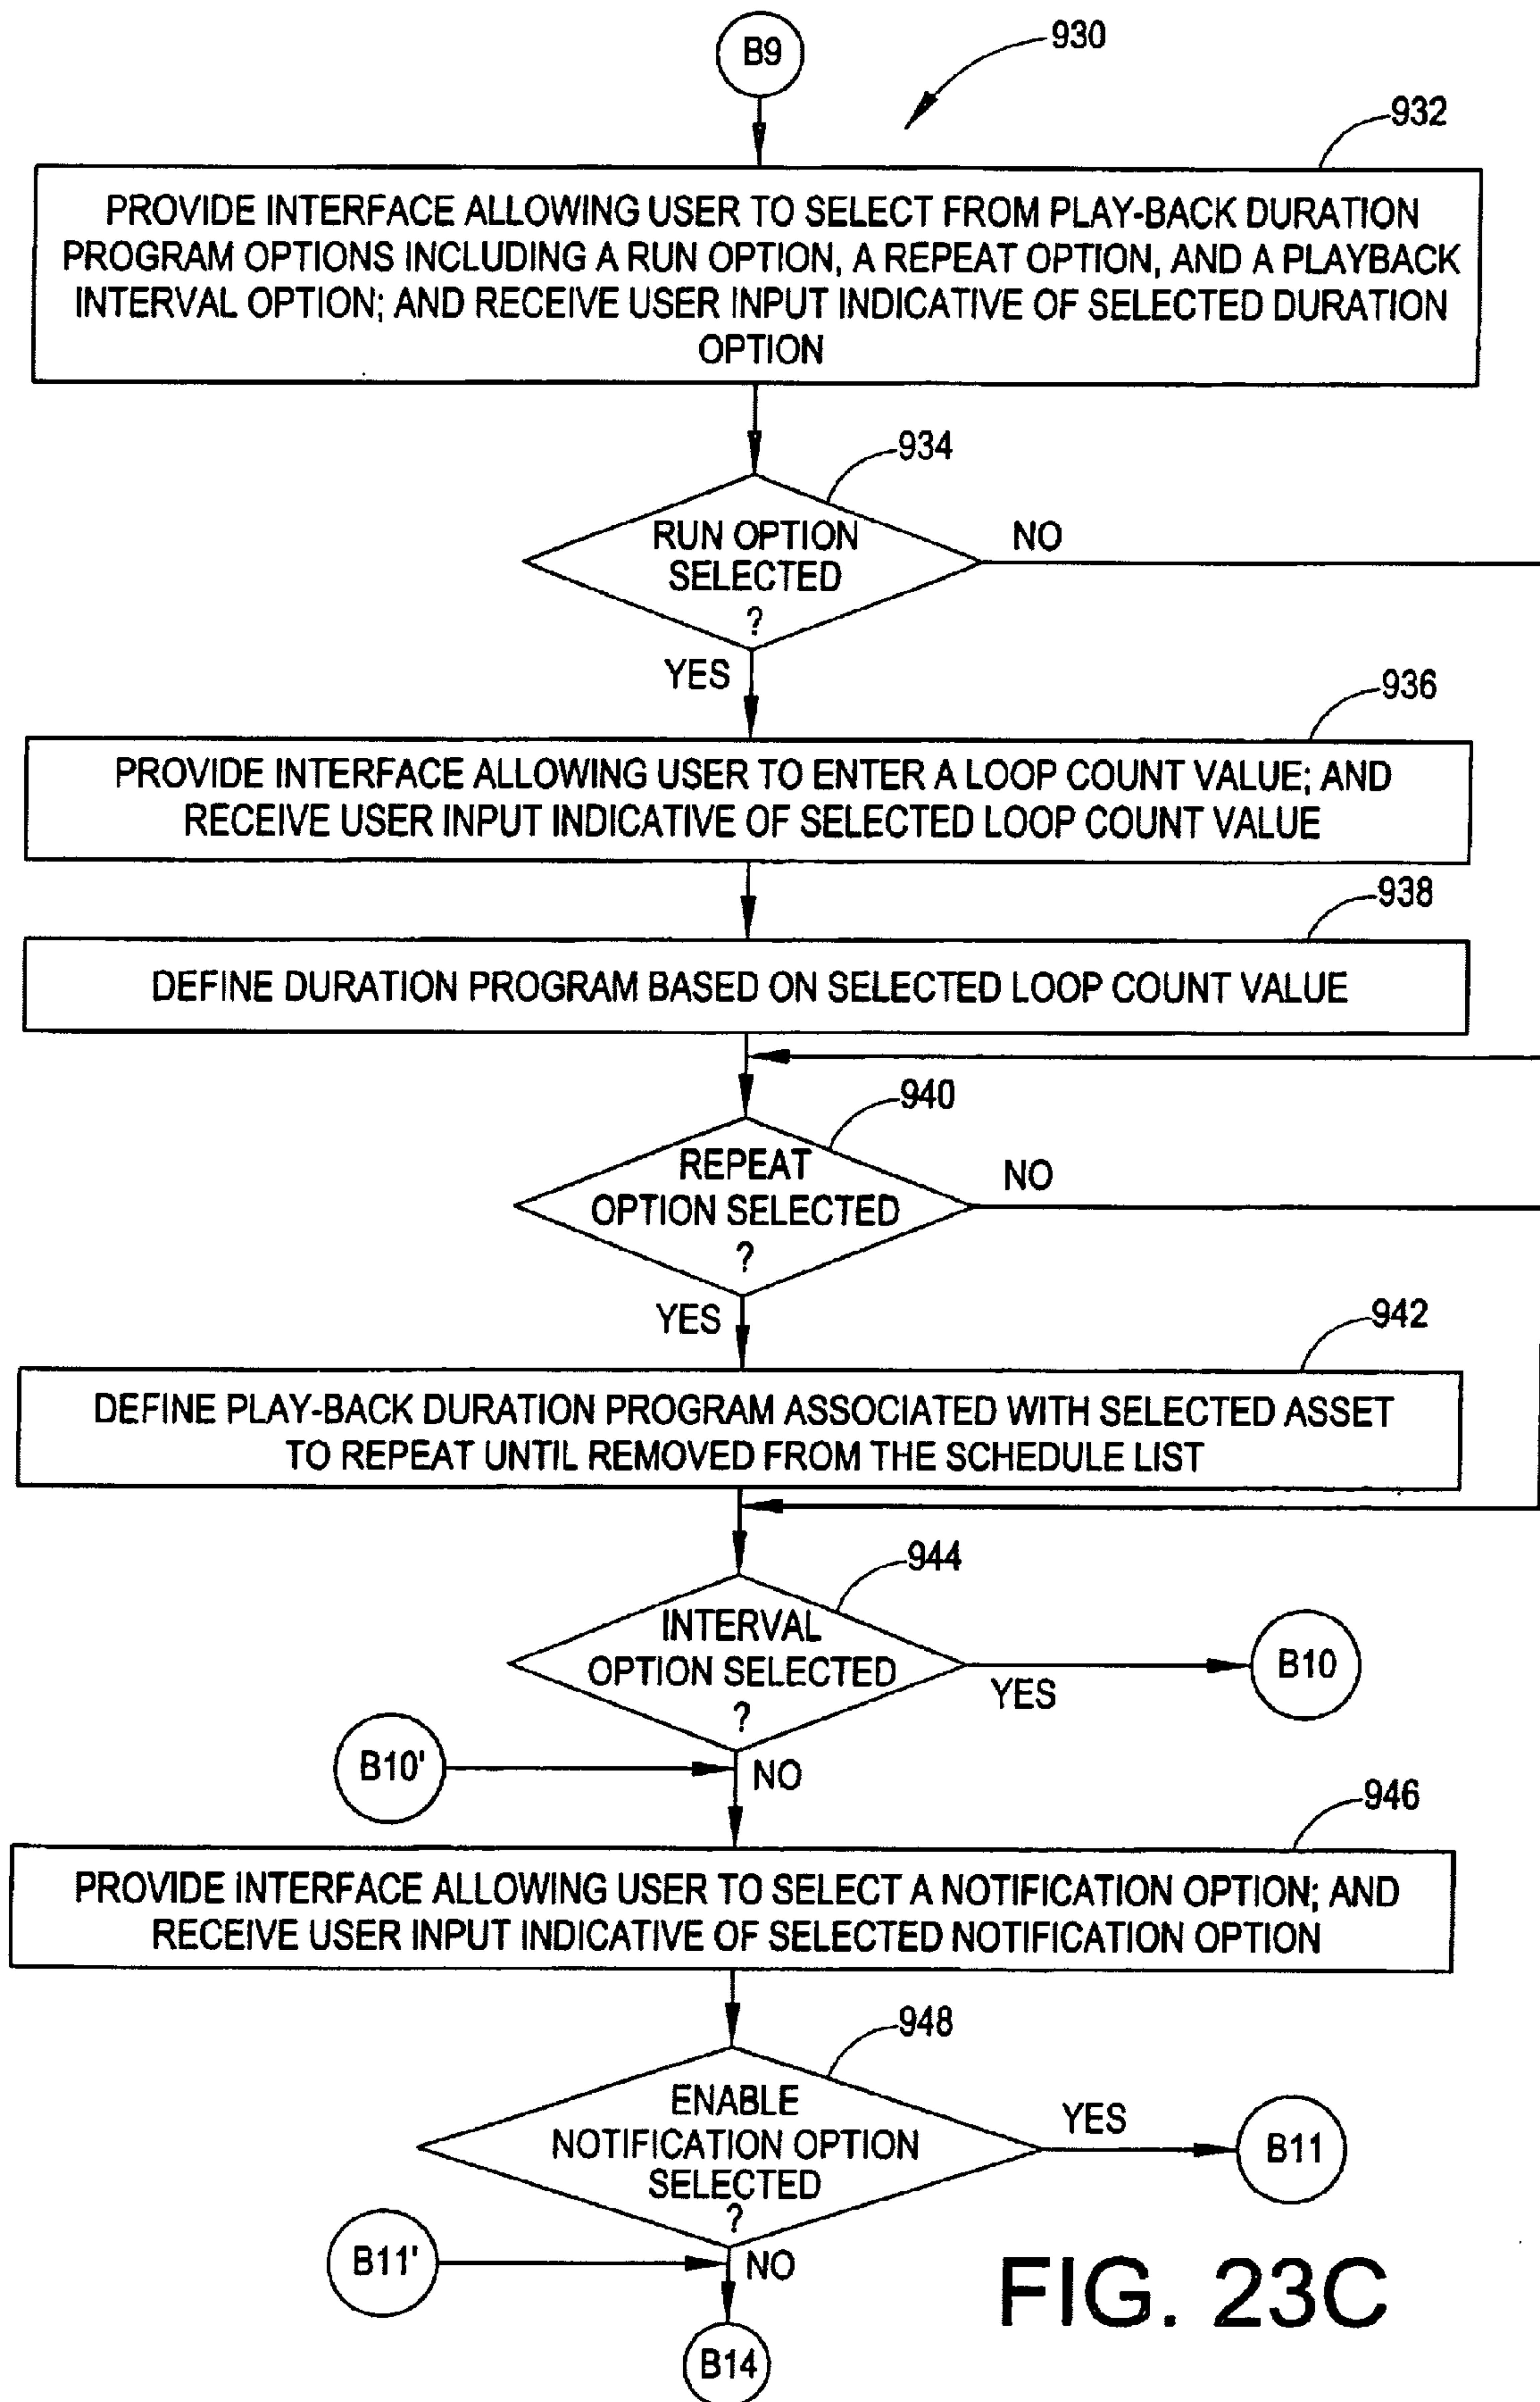 B9
930
932
PROVIDE INTERFACE ALLOWING USER TO SELECT FROM PLAY-BACK DURATION
PROGRAM OPTIONS INCLUDING A RUN OPTION, A REPEAT OPTION, AND A PLAYBACK
INTERVAL OPTION; AND RECEIVE USER INPUT INDICATIVE OF SELECTED DURATION
OPTION
934
RUN OPTION
SELECTED
?
NO
YES
936
PROVIDE INTERFACE ALLOWING USER TO ENTER A LOOP COUNT VALUE; AND
RECEIVE USER INPUT INDICATIVE OF SELECTED LOOP COUNT VALUE
938
DEFINE DURATION PROGRAM BASED ON SELECTED LOOP COUNT VALUE
940
REPEAT
OPTION SELECTED
?
NO
YES
942
DEFINE PLAY-BACK DURATION PROGRAM ASSOCIATED WITH SELECTED ASSET
TO REPEAT UNTIL REMOVED FROM THE SCHEDULE LIST
944
INTERVAL
OPTION SELECTED
?
YES
B10
B10'
NO
946
PROVIDE INTERFACE ALLOWING USER TO SELECT A NOTIFICATION OPTION; AND
RECEIVE USER INPUT INDICATIVE OF SELECTED NOTIFICATION OPTION
948
ENABLE
NOTIFICATION OPTION
SELECTED
?
YES
B11
B11'
NO
B14
FIG. 23C